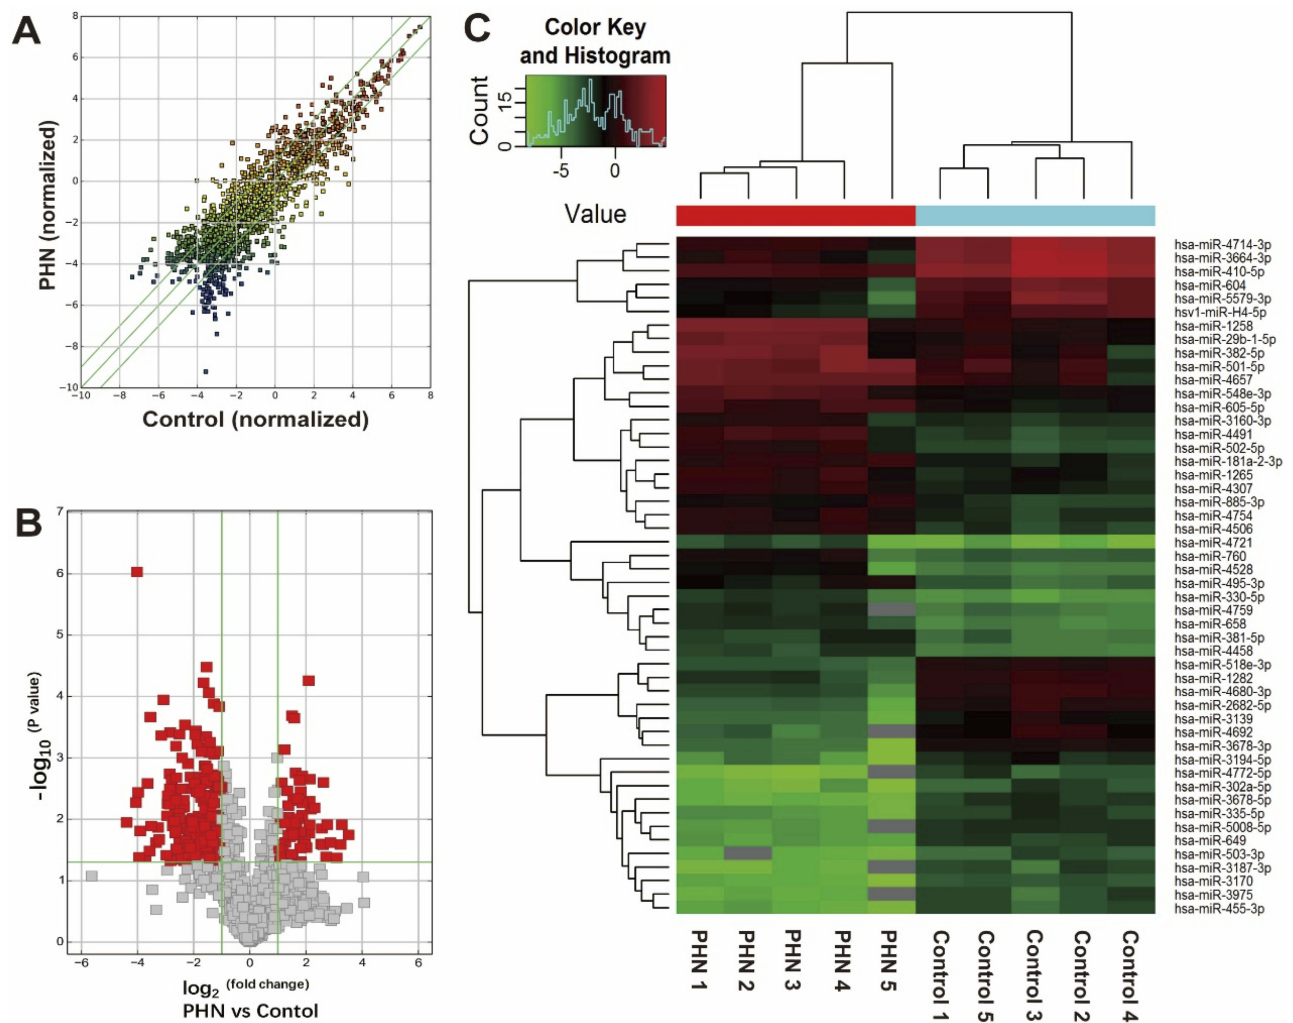 A
8
6
4
2
0
−2
−4
−6
−8
−10
−10
−8
−6
−4
−2
0
2
4
6
8
PHN (normalized)
Control (normalized)
B
7
6
5
4
3
2
1
0
−6
−4
−2
0
2
4
6
-log10 (P value)
log2 (fold change)
PHN vs Contol
C
Color Key
and Histogram
Count
0
15
-5
0
Value
hsa-miR-4714-3p
hsa-miR-3664-3p
hsa-miR-410-5p
hsa-miR-604
hsa-miR-5579-3p
hsv1-miR-H4-5p
hsa-miR-1258
hsa-miR-29b-1-5p
hsa-miR-382-5p
hsa-miR-501-5p
hsa-miR-4657
hsa-miR-548e-3p
hsa-miR-605-5p
hsa-miR-3160-3p
hsa-miR-4491
hsa-miR-502-5p
hsa-miR-181a-2-3p
hsa-miR-1265
hsa-miR-4307
hsa-miR-885-3p
hsa-miR-4754
hsa-miR-4506
hsa-miR-4721
hsa-miR-760
hsa-miR-4528
hsa-miR-495-3p
hsa-miR-330-5p
hsa-miR-4759
hsa-miR-658
hsa-miR-381-5p
hsa-miR-4458
hsa-miR-518e-3p
hsa-miR-1282
hsa-miR-4680-3p
hsa-miR-2682-5p
hsa-miR-3139
hsa-miR-4692
hsa-miR-3678-3p
hsa-miR-3194-5p
hsa-miR-4772-5p
hsa-miR-302a-5p
hsa-miR-3678-5p
hsa-miR-335-5p
hsa-miR-5008-5p
hsa-miR-649
hsa-miR-503-3p
hsa-miR-3187-3p
hsa-miR-3170
hsa-miR-3975
hsa-miR-455-3p
PHN 1
PHN 2
PHN 3
PHN 4
PHN 5
Control 1
Control 5
Control 3
Control 2
Control 4